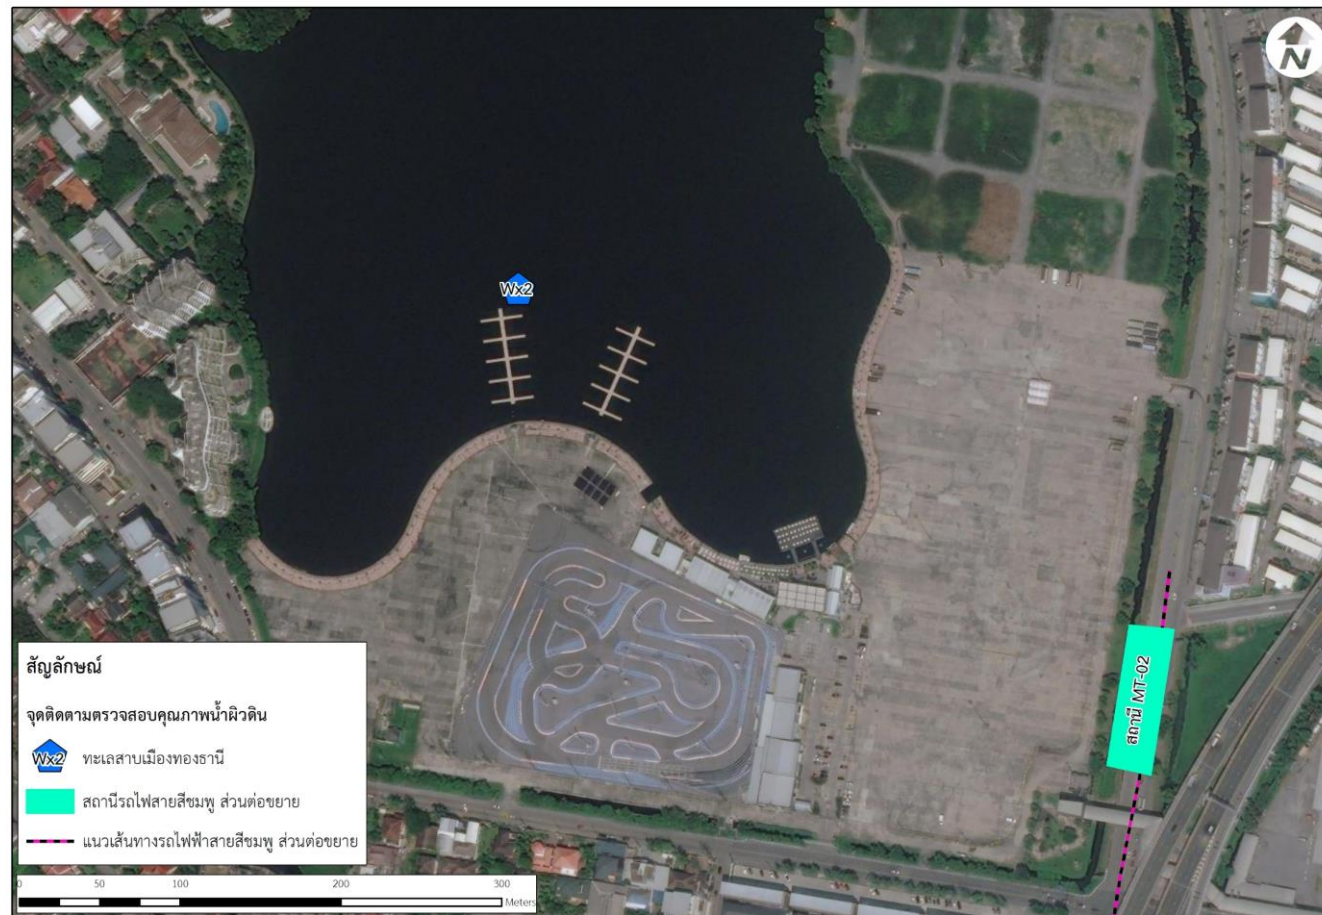 N
Wx2
สถานี MT-02
สัญลักษณ์
จุดติดตามตรวจสอบคุณภาพน้ำผิวดิน
Wx2 ทะเลสาบเมืองทองธานี
สถานีรถไฟสายสีชมพู ส่วนต่อขยาย
แนวเส้นทางรถไฟฟ้าสายสีชมพู ส่วนต่อขยาย
0 50 100 200 300
Meters